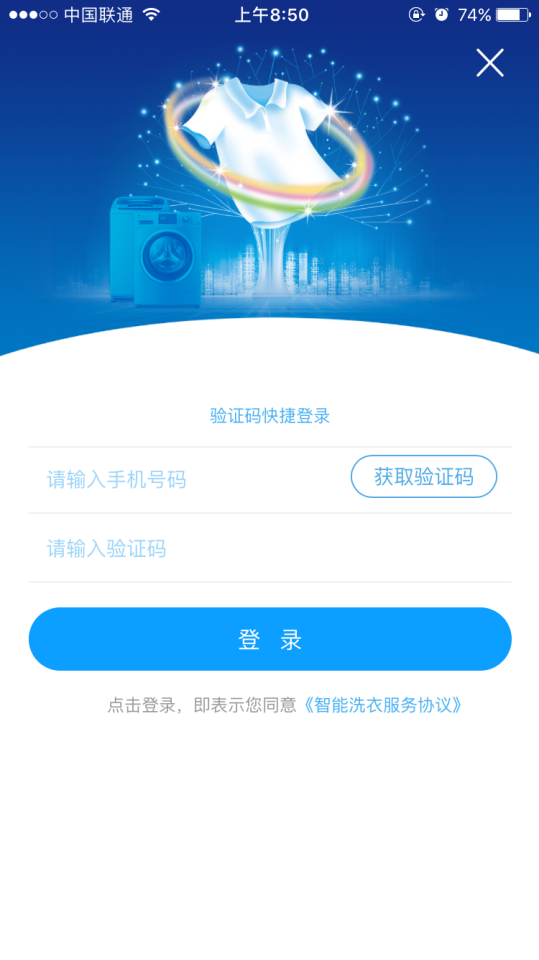 中国联通 上午8:50 74%
验证码快捷登录
请输入手机号码 获取验证码
请输入验证码
登 录
点击登录，即表示您同意《智能洗衣服务协议》